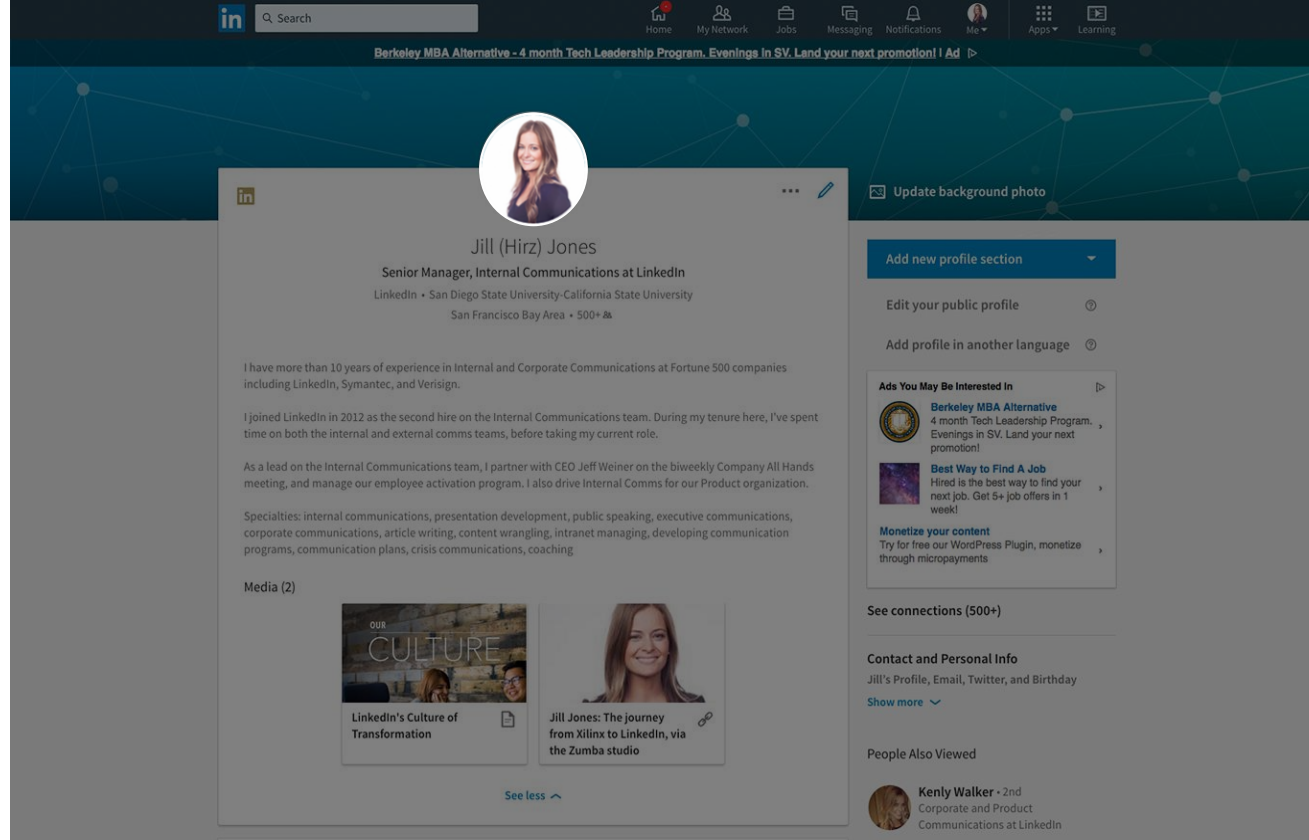 in
Search
Home
My Network
Jobs
Messaging
Notifications
Me
Apps
Learning
Berkeley MBA Alternative - 4 month Tech Leadership Program. Evenings in SV. Land your next promotion! | Ad
in
Update background photo
Jill (Hirz) Jones
Senior Manager, Internal Communications at LinkedIn
LinkedIn • San Diego State University-California State University
San Francisco Bay Area • 500+
I have more than 10 years of experience in Internal and Corporate Communications at Fortune 500 companies
including LinkedIn, Symantec, and Verisign.
I joined LinkedIn in 2012 as the second hire on the Internal Communications team. During my tenure here, I've spent
time on both the internal and external comms teams, before taking my current role.
As a lead on the Internal Communications team, I partner with CEO Jeff Weiner on the biweekly Company All Hands
meeting, and manage our employee activation program. I also drive Internal Comms for our Product organization.
Specialties: internal communications, presentation development, public speaking, executive communications,
corporate communications, article writing, content wrangling, intranet managing, developing communication
programs, communication plans, crisis communications, coaching
Media (2)
OUR
CULTURE
LinkedIn's Culture of
Transformation
Jill Jones: The journey
from Xilinx to LinkedIn, via
the Zumba studio
See less
Add new profile section
Edit your public profile
Add profile in another language
Ads You May Be Interested In
Berkeley MBA Alternative
4 month Tech Leadership Program.
Evenings in SV. Land your next
promotion!
Best Way to Find A Job
Hired is the best way to find your
next job. Get 5+ job offers in 1
week!
Monetize your content
Try for free our WordPress Plugin, monetize
through micropayments
See connections (500+)
Contact and Personal Info
Jill's Profile, Email, Twitter, and Birthday
Show more
People Also Viewed
Kenly Walker • 2nd
Corporate and Product
Communications at LinkedIn